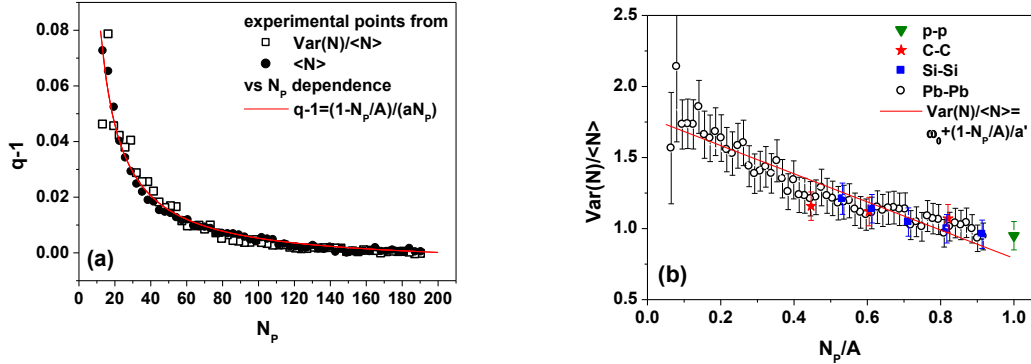 0.08
0.06
0.04
0.02
0.00
q-1
experimental points from
Var(N)/<N>
<N>
vs N_P dependence
q-1=(1-N_P/A)/(aN_P)
(a)
0 20 40 60 80 100 120 140 160 180 200
N_P
2.5
2.0
1.5
1.0
0.5
Var(N)/<N>
p-p
C-C
Si-Si
Pb-Pb
Var(N)/<N>=
ω₀+(1-N_P/A)/a'
(b)
0.0 0.2 0.4 0.6 0.8 1.0
N_P/A